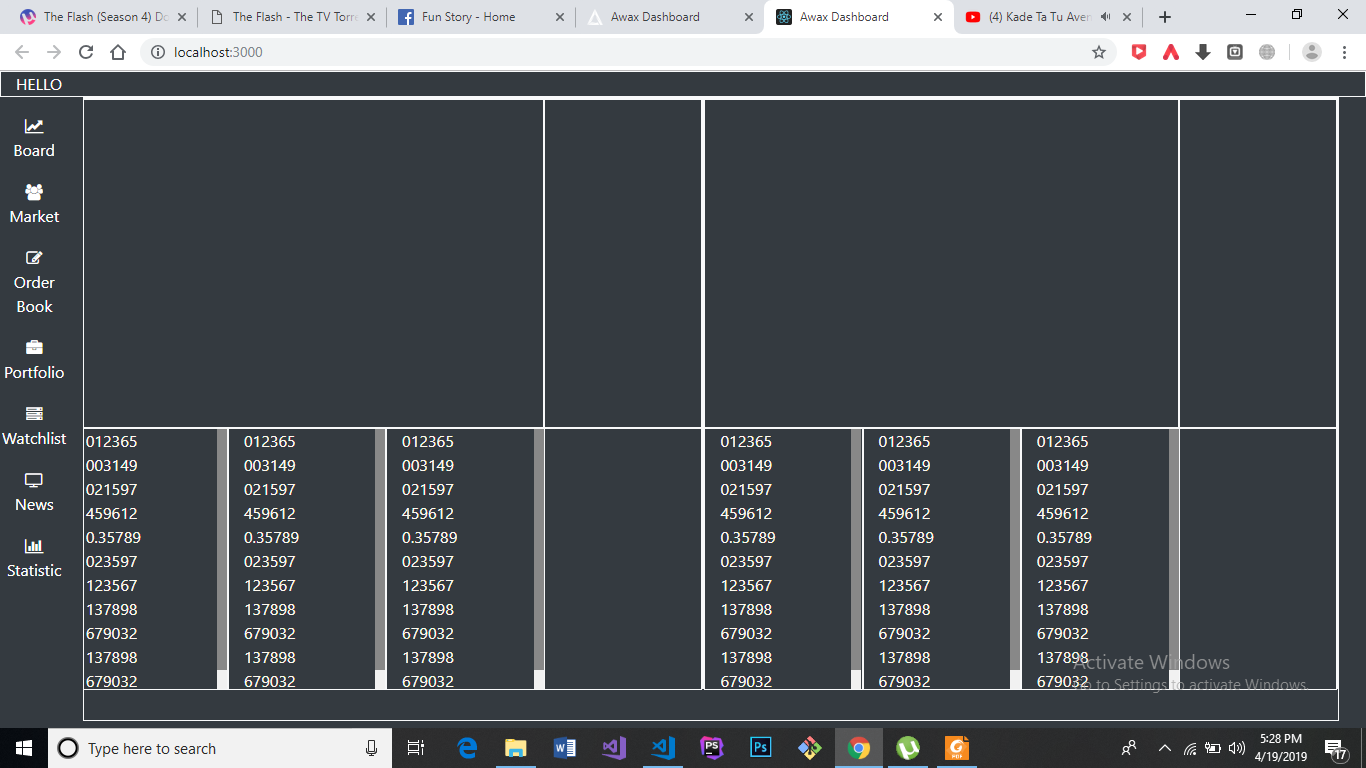 The Flash (Season 4) Do
The Flash - The TV Torre
Fun Story - Home
Awax Dashboard
Awax Dashboard
(4) Kade Ta Tu Aven
localhost:3000
HELLO
Board
Market
Order
Book
Portfolio
Watchlist
News
Statistic
012365 012365 012365 012365 012365 012365
003149 003149 003149 003149 003149 003149
021597 021597 021597 021597 021597 021597
459612 459612 459612 459612 459612 459612
0.35789 0.35789 0.35789 0.35789 0.35789 0.35789
023597 023597 023597 023597 023597 023597
123567 123567 123567 123567 123567 123567
137898 137898 137898 137898 137898 137898
679032 679032 679032 679032 679032 679032
137898 137898 137898 137898 137898 137898
679032 679032 679032 679032 679032 679032
Activate Windows
Go to Settings to activate Windows.
Type here to search
W
PS
Ps
PDF
5:28 PM
4/19/2019
17